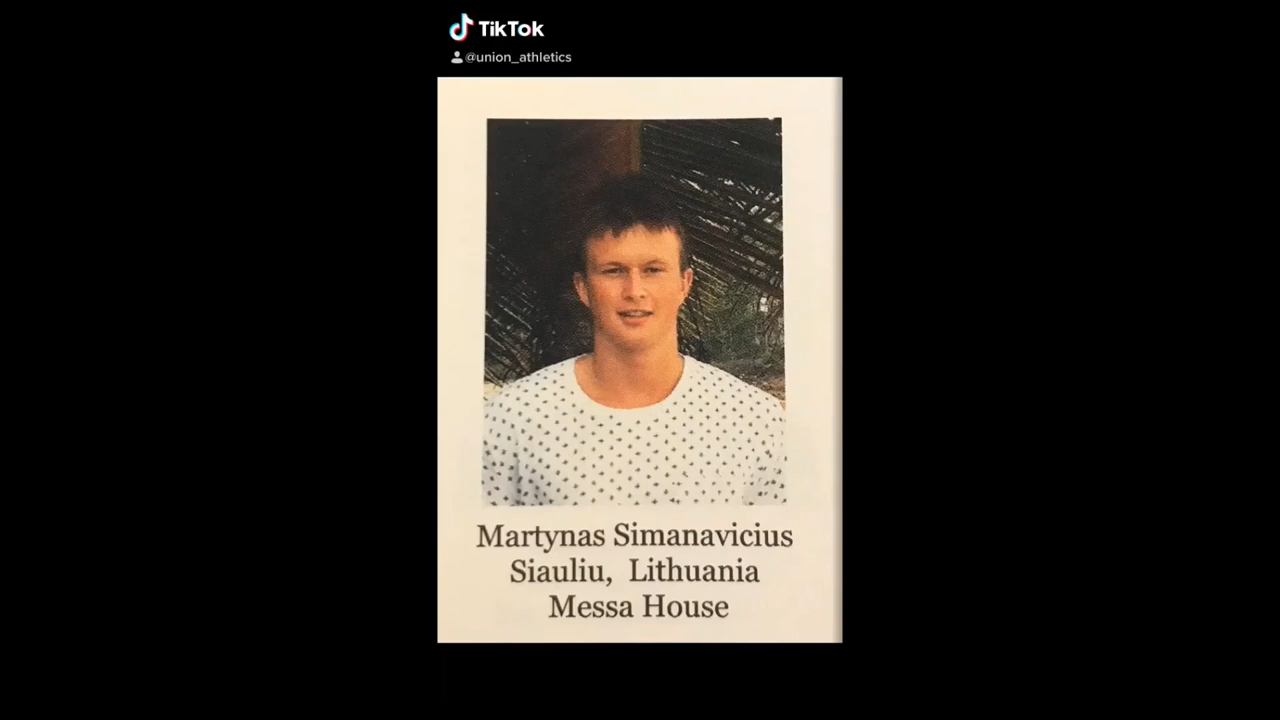 TikTok
@union_athletics
Martynas Simanavicius
Siauliu, Lithuania
Messa House